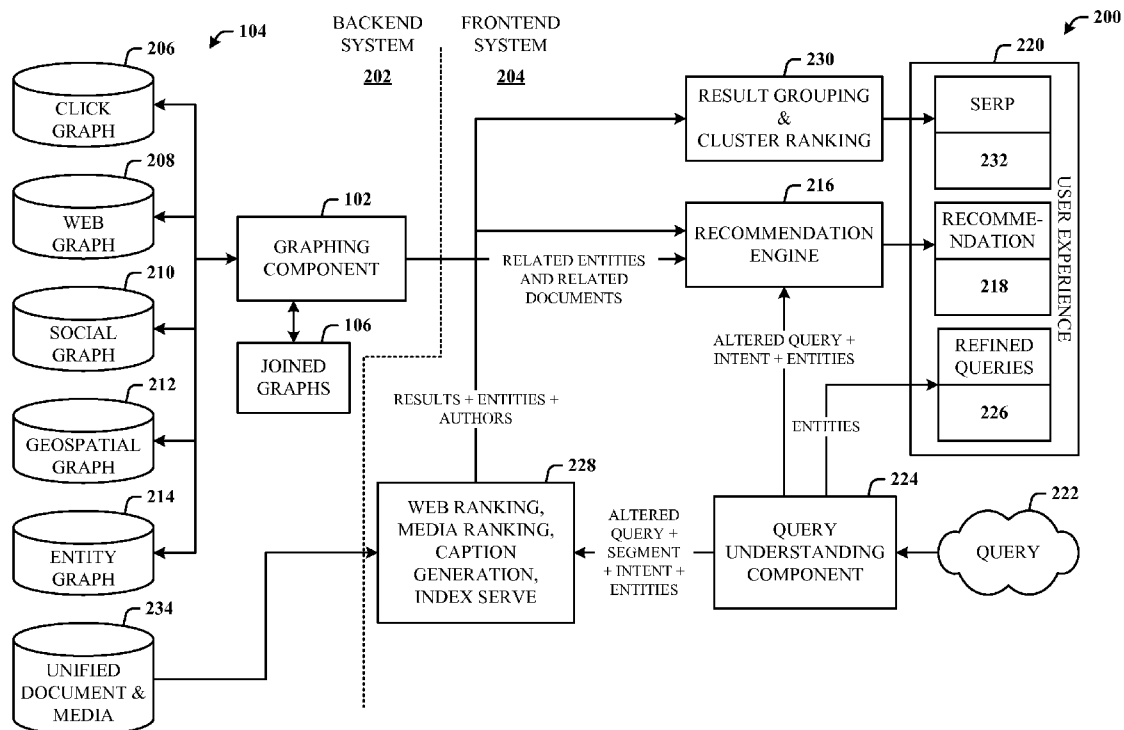 104
BACKEND
SYSTEM
202
FRONTEND
SYSTEM
204
200
206
CLICK
GRAPH
208
WEB
GRAPH
210
SOCIAL
GRAPH
212
GEOSPATIAL
GRAPH
214
ENTITY
GRAPH
234
UNIFIED
DOCUMENT &
MEDIA
102
GRAPHING
COMPONENT
106
JOINED
GRAPHS
230
RESULT GROUPING
&
CLUSTER RANKING
216
RECOMMENDATION
ENGINE
RELATED ENTITIES
AND RELATED
DOCUMENTS
ALTERED QUERY +
INTENT + ENTITIES
RESULTS + ENTITIES +
AUTHORS
ENTITIES
220
SERP
232
RECOMME-
NDATION
218
REFINED
QUERIES
226
USER EXPERIENCE
228
WEB RANKING,
MEDIA RANKING,
CAPTION
GENERATION,
INDEX SERVE
ALTERED
QUERY +
SEGMENT
+ INTENT +
ENTITIES
224
QUERY
UNDERSTANDING
COMPONENT
222
QUERY